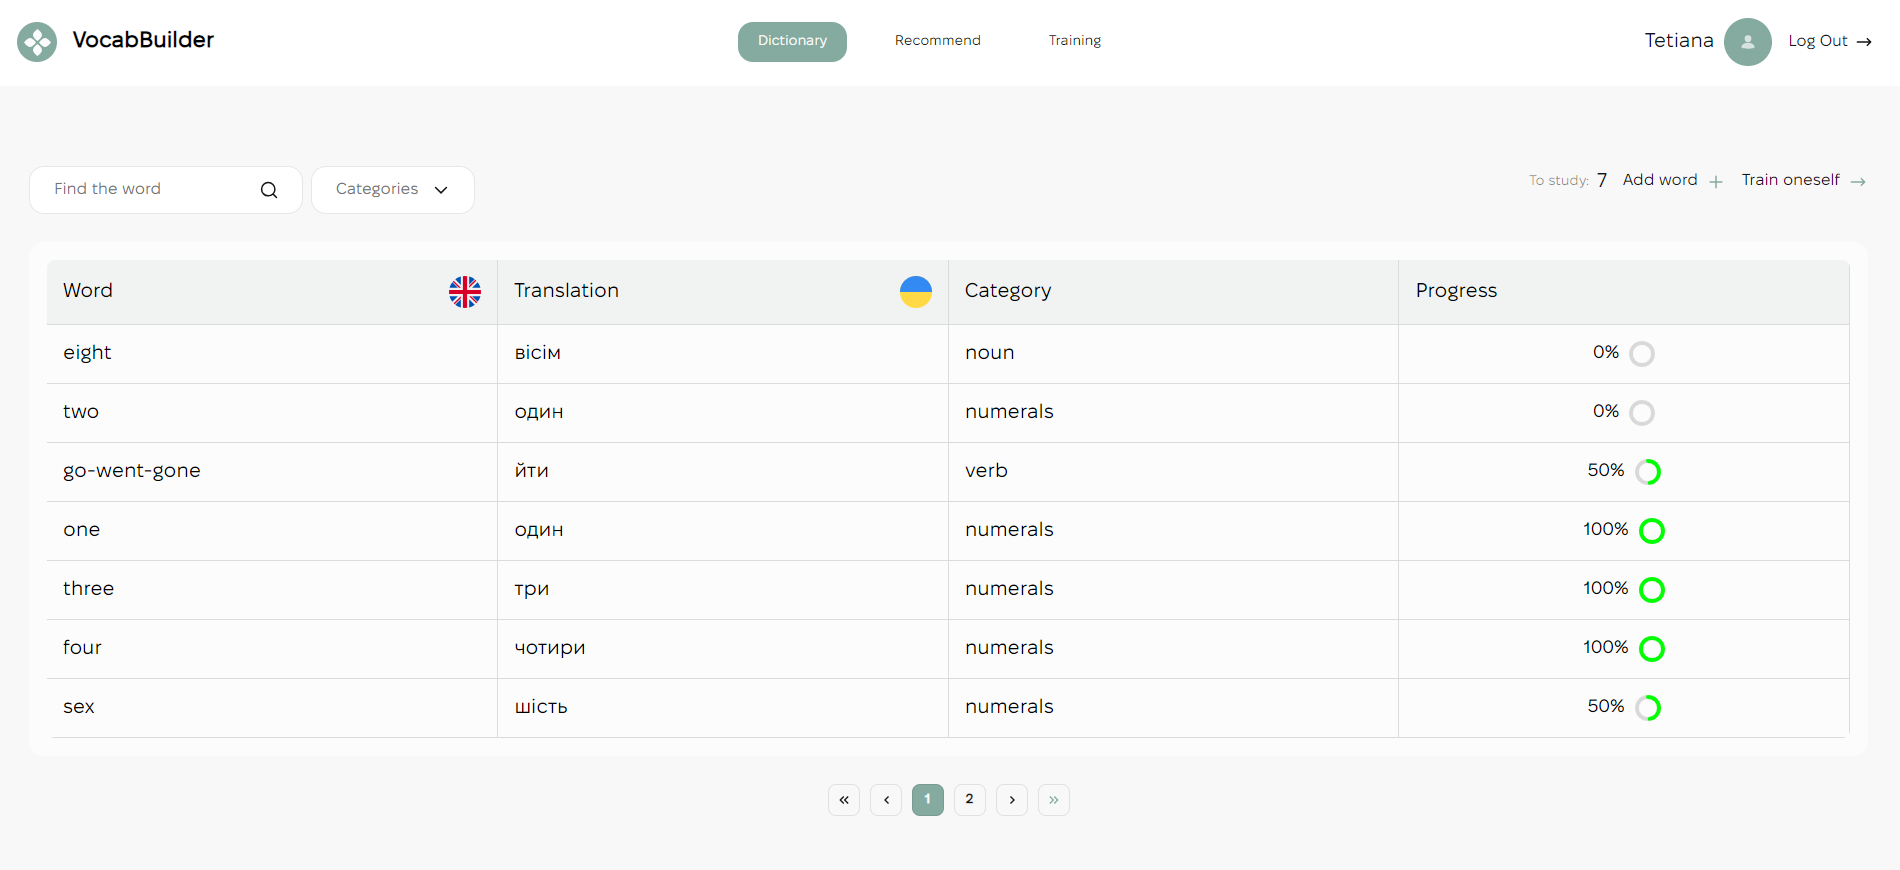 VocabBuilder Dictionary Recommend Training Tetiana Log Out →
Find the word Categories To study: 7 Add word + Train oneself →
Word Translation Category Progress
eight вісім noun 0%
two один numerals 0%
go-went-gone йти verb 50%
one один numerals 100%
three три numerals 100%
four чотири numerals 100%
sex шість numerals 50%
« ‹ 1 2 › »